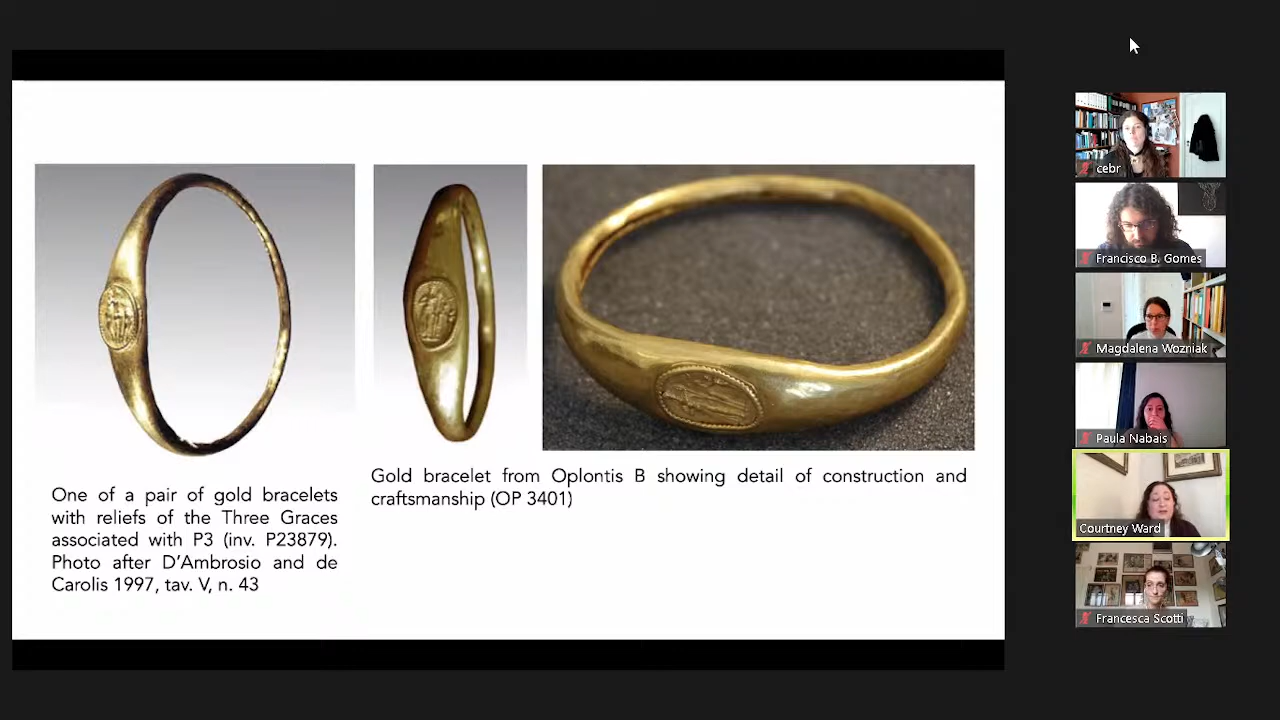 One of a pair of gold bracelets
with reliefs of the Three Graces
associated with P3 (inv. P23879).
Photo after D'Ambrosio and de
Carolis 1997, tav. V, n. 43
Gold bracelet from Oplontis B showing detail of construction and
craftsmanship (OP 3401)
cebr
Francisco B. Gomes
Magdalena Wozniak
Paula Nabais
Courtney Ward
Francesca Scotti